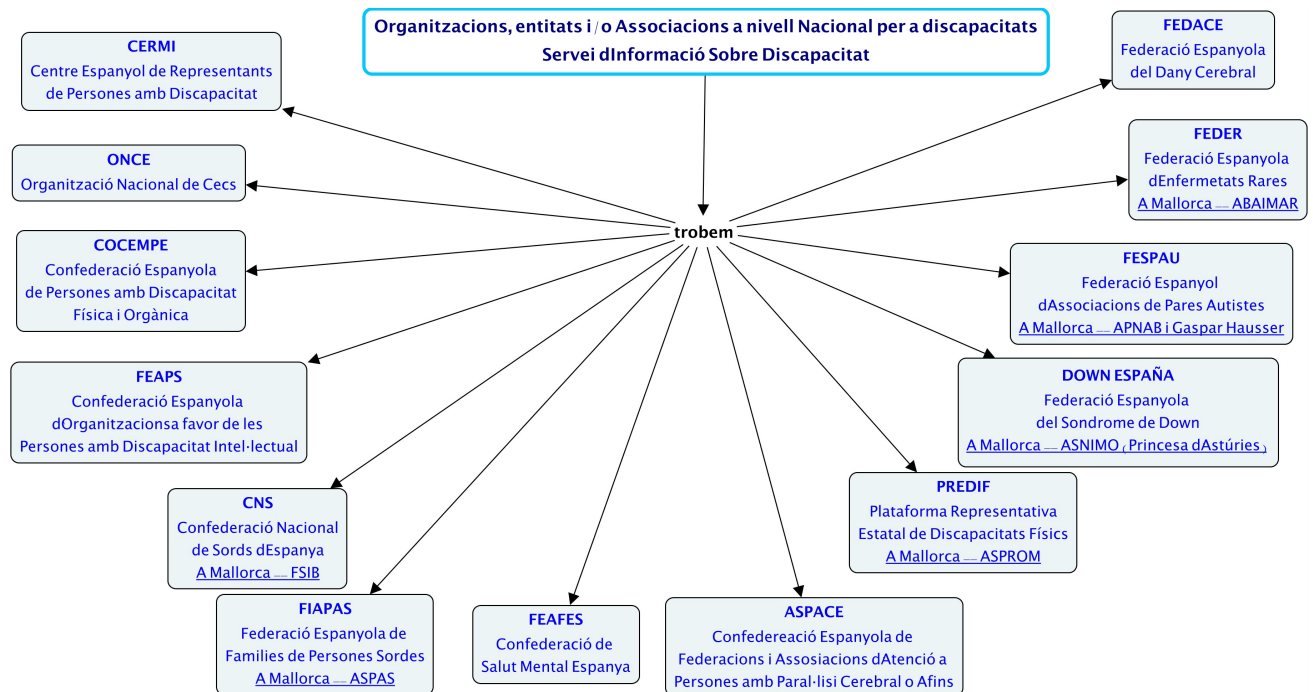 Organitzacions, entitats i/o Associacions a nivell Nacional per a discapacitats
Servei dInformació Sobre Discapacitat
CERMI
Centre Espanyol de Representants
de Persones amb Discapacitat
ONCE
Organització Nacional de Cecs
COCEMPE
Confederació Espanyola
de Persones amb Discapacitat
Física i Orgànica
FEAPS
Confederació Espanyola
dOrganitzacionsa favor de les
Persones amb Discapacitat Intel·lectual
CNS
Confederació Nacional
de Sords dEspanya
A Mallorca __ FSIB
FIAPAS
Federació Espanyola de
Families de Persones Sordes
A Mallorca __ ASPAS
FEAFES
Confederació de
Salut Mental Espanya
ASPACE
Confedereació Espanyola de
Federacions i Assosiacions dAtenció a
Persones amb Paral·lisi Cerebral o Afins
PREDIF
Plataforma Representativa
Estatal de Discapacitats Físics
A Mallorca __ ASPROM
DOWN ESPAÑA
Federació Espanyola
del Sondrome de Down
A Mallorca __ ASNIMO (Princesa dAstúries)
FESPAU
Federació Espanyol
dAssociacions de Pares Autistes
A Mallorca __ APNAB i Gaspar Hausser
FEDER
Federació Espanyola
dEnfermetats Rares
A Mallorca __ ABAIMAR
FEDACE
Federació Espanyola
del Dany Cerebral
trobem